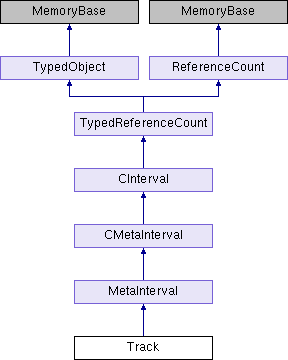 MemoryBase MemoryBase
TypedObject ReferenceCount
TypedReferenceCount
CInterval
CMetaInterval
MetaInterval
Track